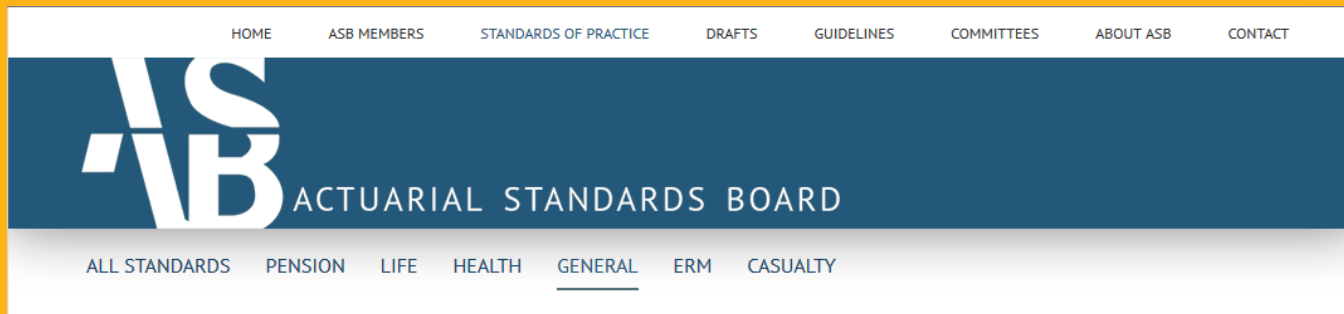 HOME ASB MEMBERS STANDARDS OF PRACTICE DRAFTS GUIDELINES COMMITTEES ABOUT ASB CONTACT
AS
B
ACTUARIAL STANDARDS BOARD
ALL STANDARDS PENSION LIFE HEALTH GENERAL ERM CASUALTY